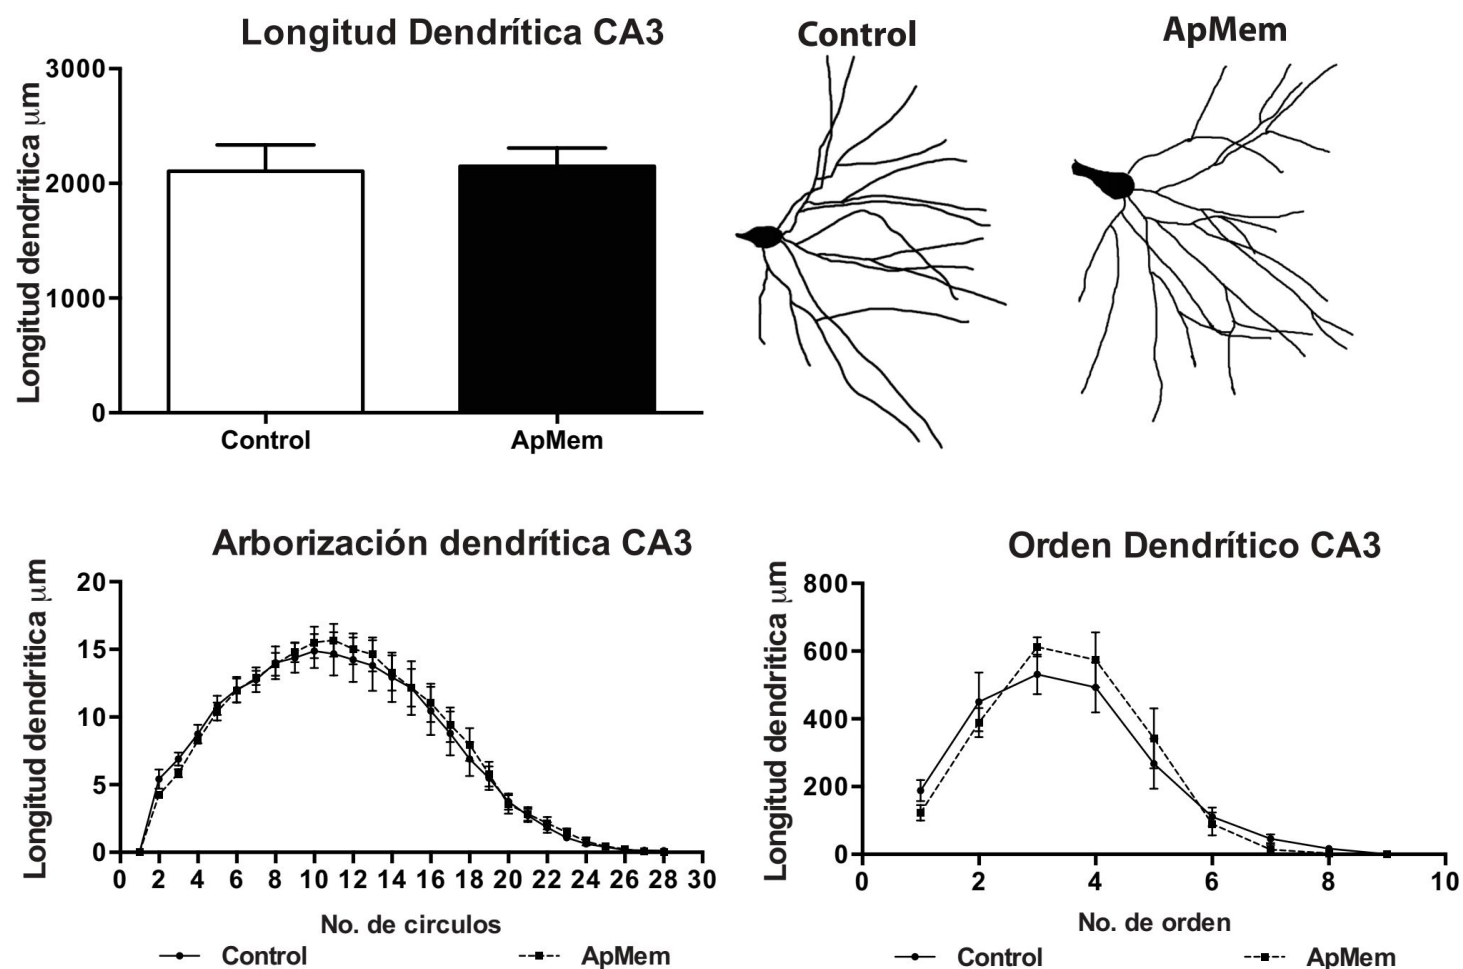 Longitud Dendrítica CA3
Control
ApMem
Longitud dendritica μm
3000
2000
1000
0
Control
ApMem
Arborización dendrítica CA3
Longitud dendritica μm
20
15
10
5
0
0 2 4 6 8 10 12 14 16 18 20 22 24 26 28 30
No. de circulos
Control
ApMem
Orden Dendrítico CA3
Longitud dendritica μm
800
600
400
200
0
0 2 4 6 8 10
No. de orden
Control
ApMem